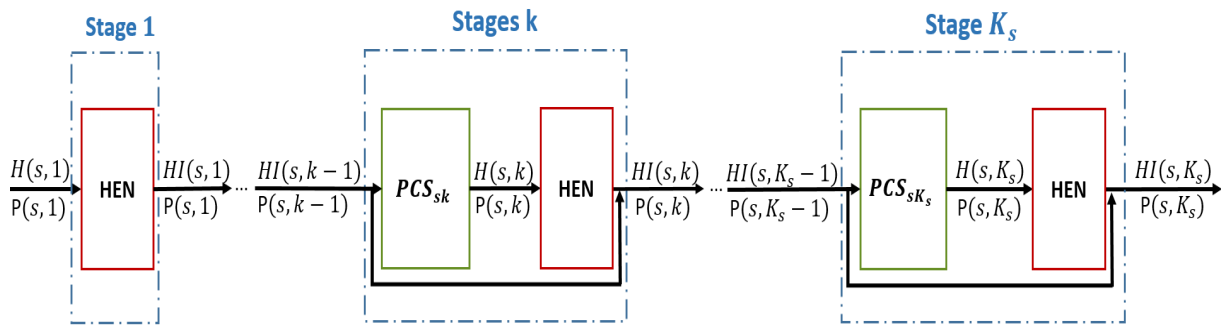 Stage 1
Stages k
Stage K_s
H(s,1)
P(s,1)
HEN
HI(s,1)
P(s,1)
...
HI(s,k−1)
P(s,k−1)
PCS_sk
H(s,k)
P(s,k)
HEN
HI(s,k)
P(s,k)
...
HI(s,K_s−1)
P(s,K_s−1)
PCS_sK_s
H(s,K_s)
P(s,K_s)
HEN
HI(s,K_s)
P(s,K_s)